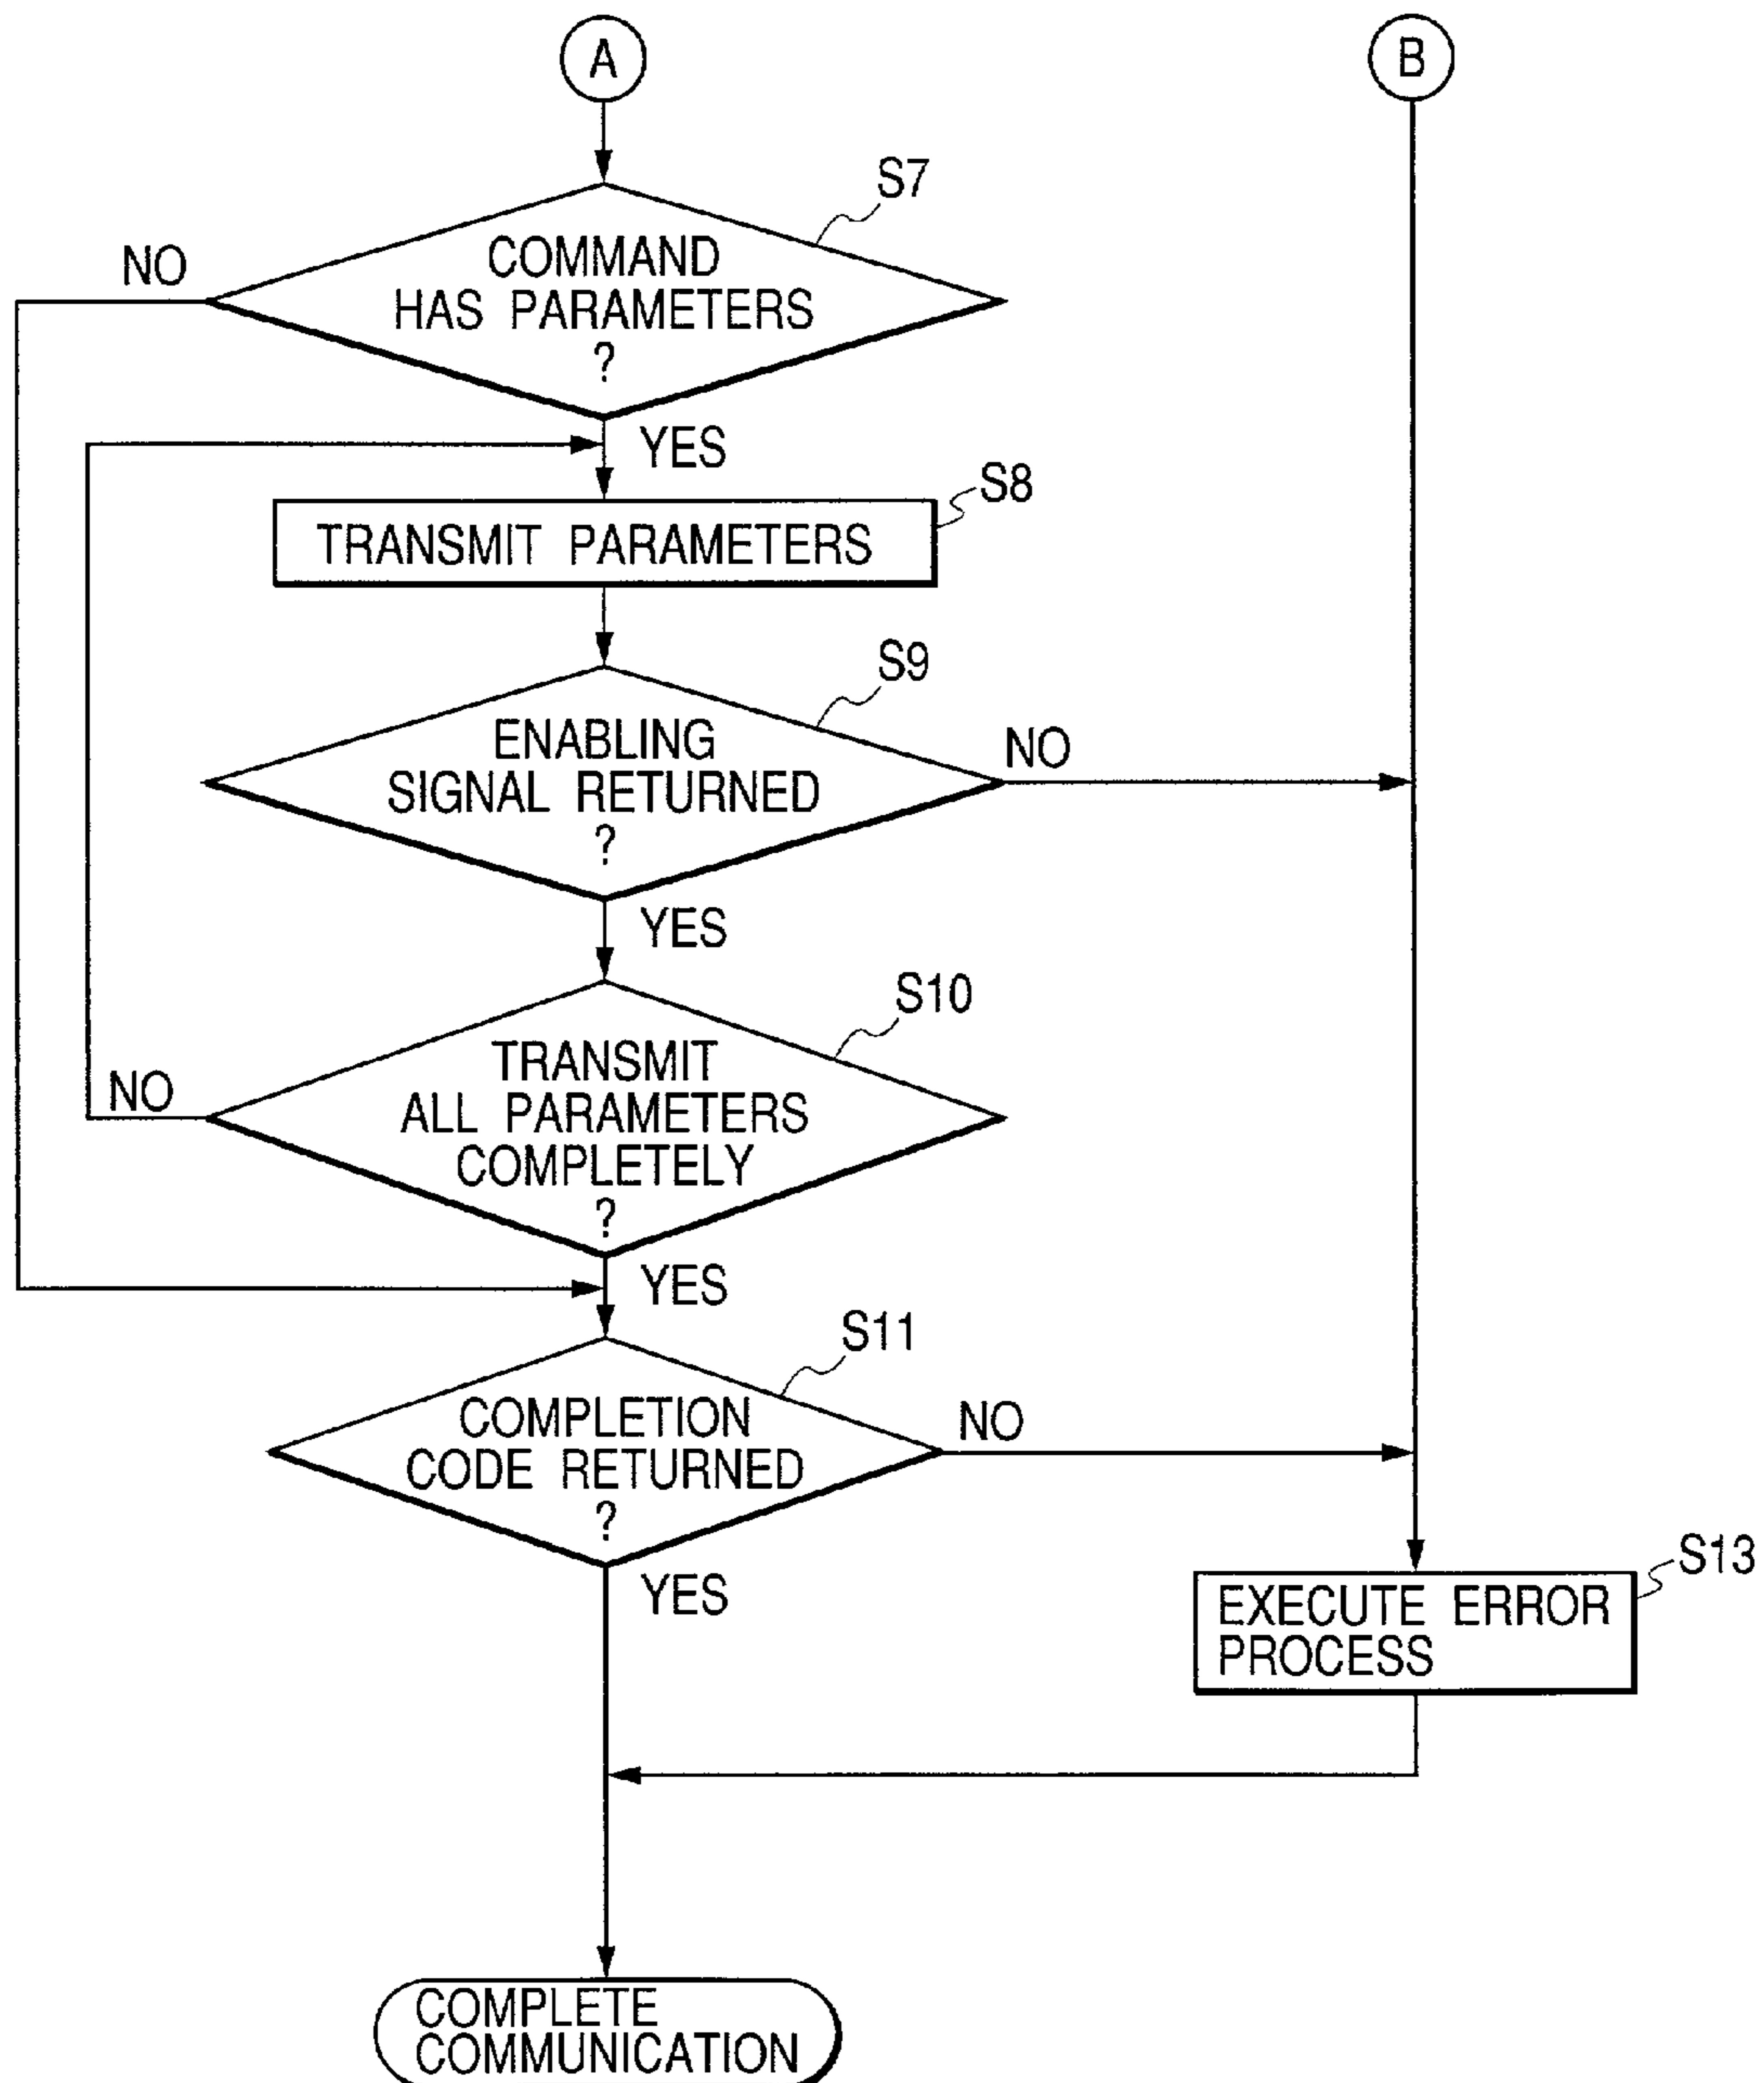 A
B
S7
NO
COMMAND
HAS PARAMETERS
?
YES
S8
TRANSMIT PARAMETERS
S9
ENABLING
SIGNAL RETURNED
?
NO
YES
S10
TRANSMIT
ALL PARAMETERS
COMPLETELY
?
NO
YES
S11
COMPLETION
CODE RETURNED
?
NO
YES
S13
EXECUTE ERROR
PROCESS
COMPLETE
COMMUNICATION